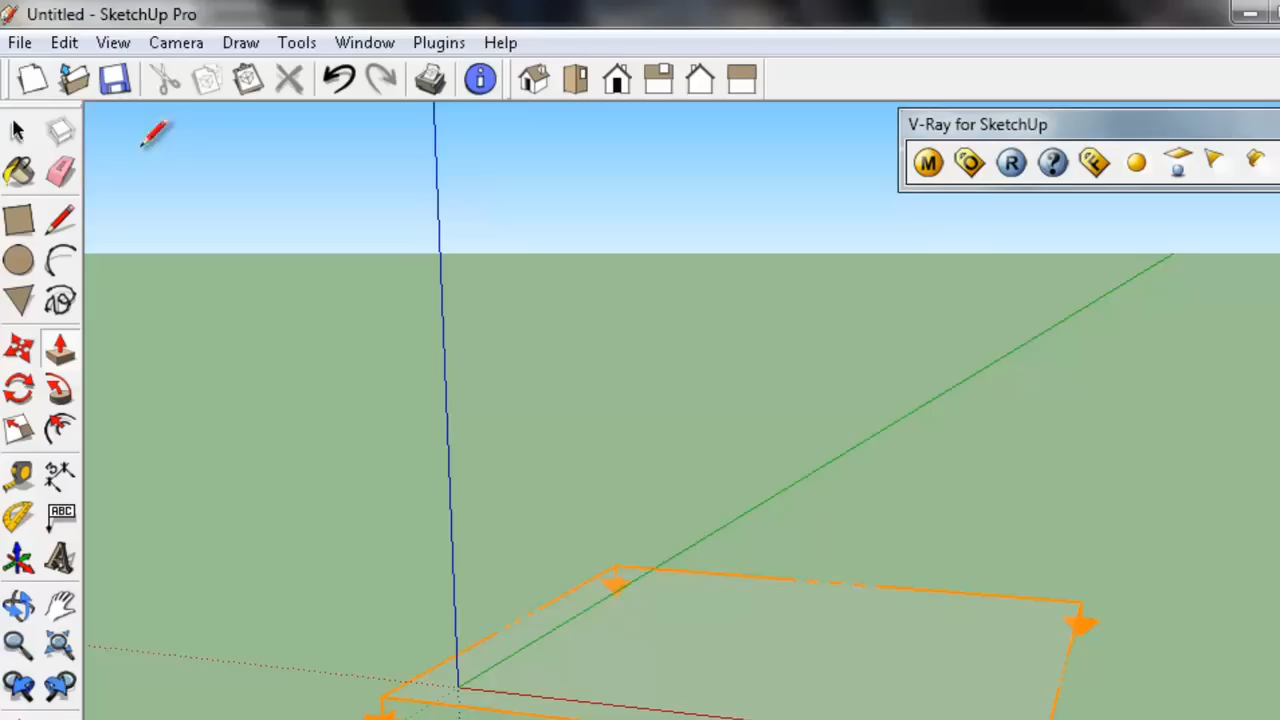 Untitled - SketchUp Pro
File Edit View Camera Draw Tools Window Plugins Help
V-Ray for SketchUp
M O R ? F
ABC
A